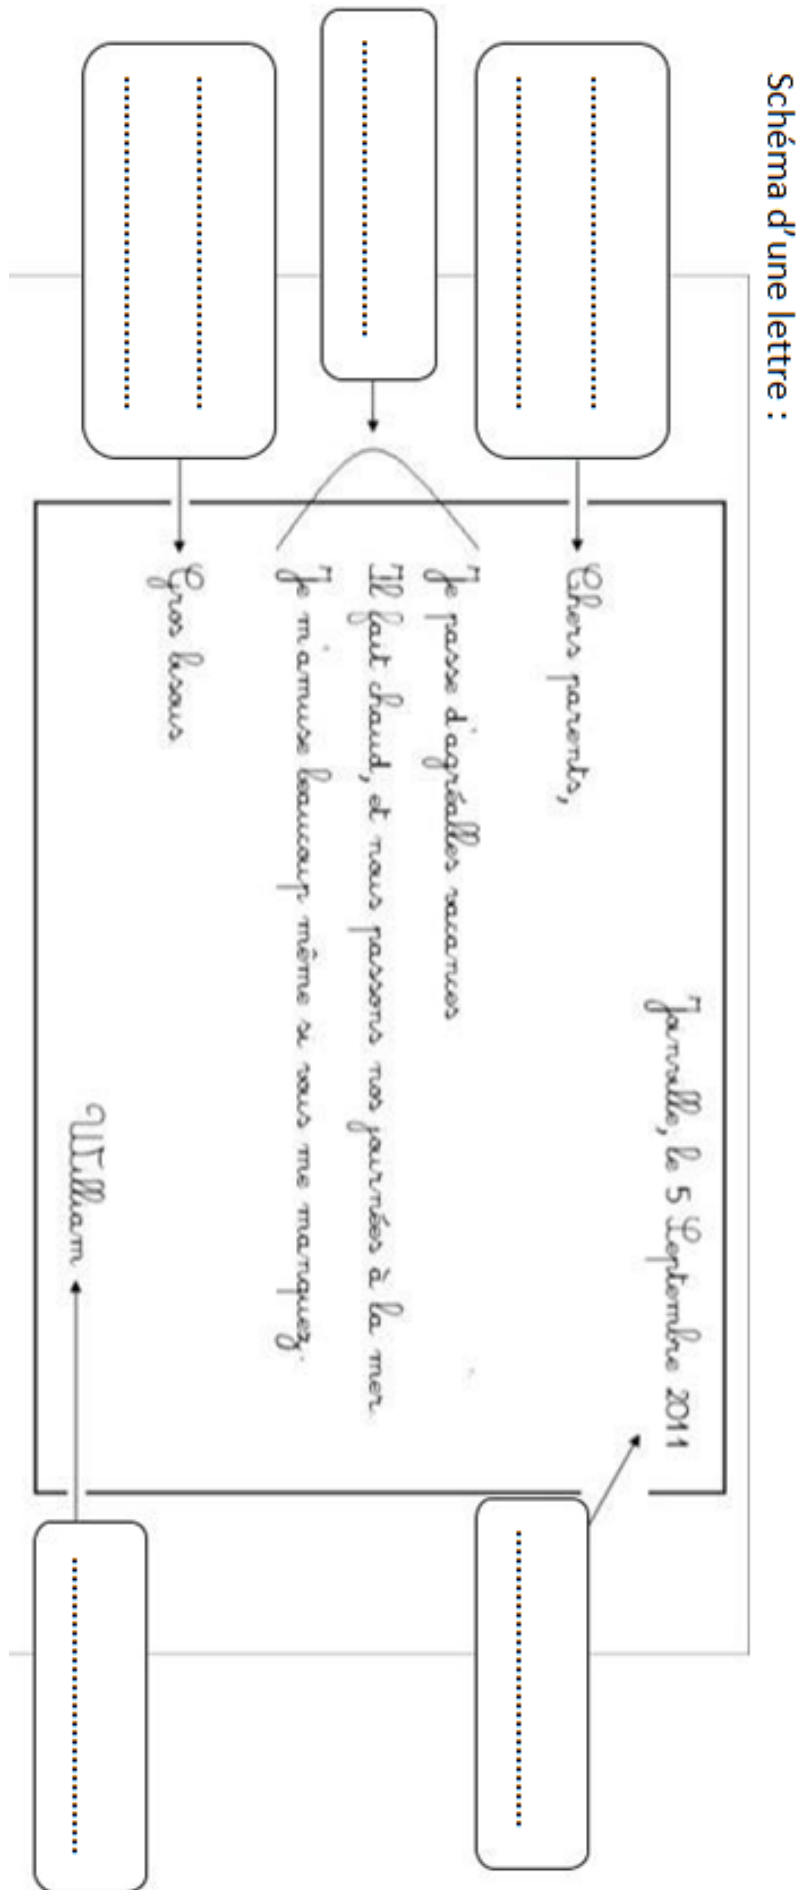 Schéma d'une lettre :
Joinville, le 5 Septembre 2011
Chers parents,
Je passe d'agréables vacances
Il fait chaud, et nous passons nos journées à la mer
Je m'amuse beaucoup même si vous me manquez.
Gros bisous
William